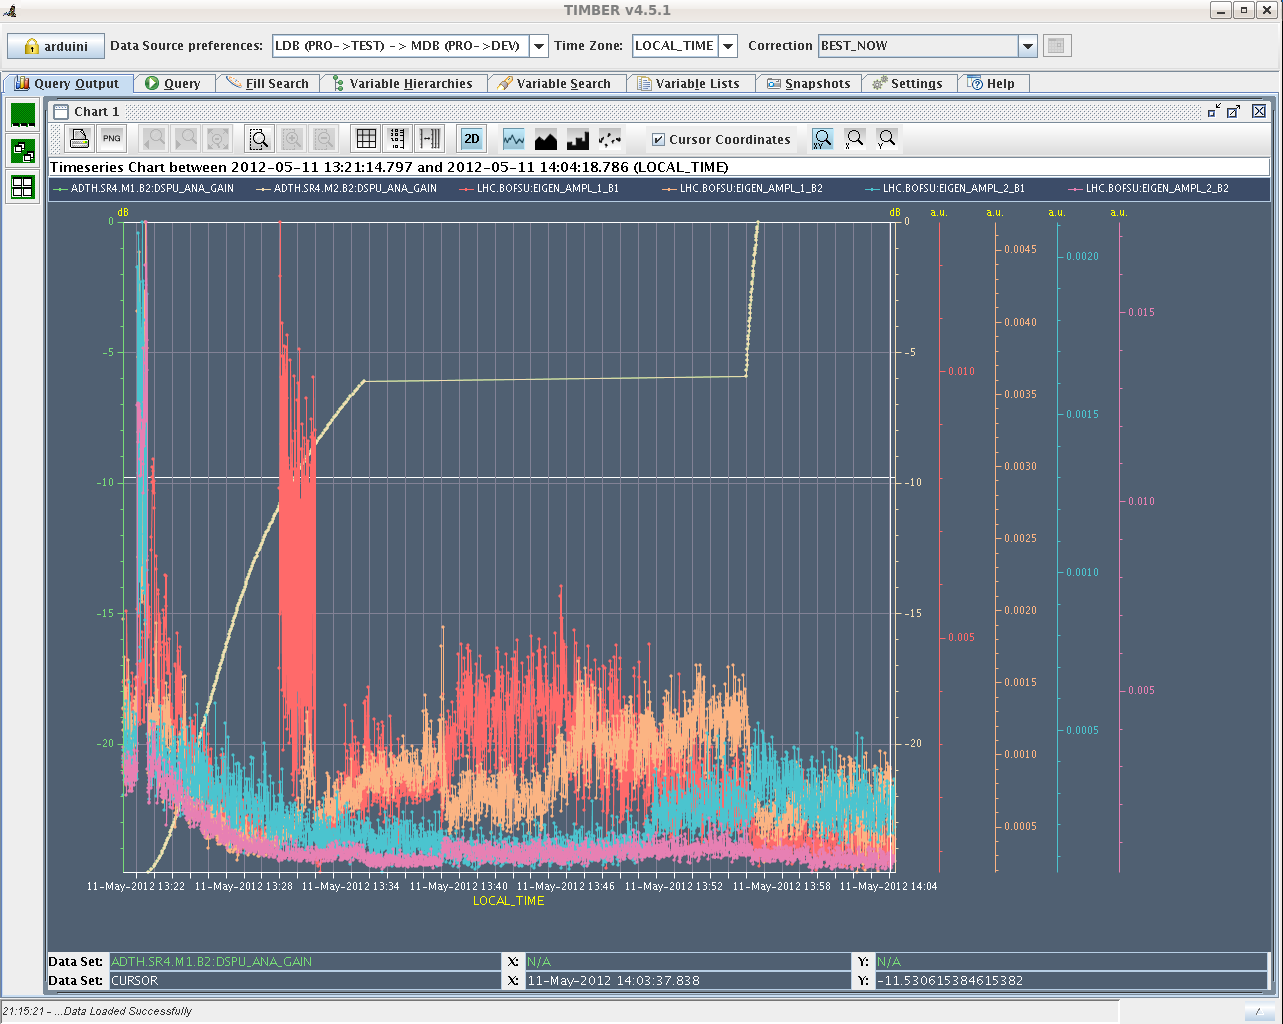 TIMBER v4.5.1
arduini Data Source preferences: LDB (PRO->TEST) -> MDB (PRO->DEV) Time Zone: LOCAL_TIME Correction BEST_NOW
Query Output Query Fill Search Variable Hierarchies Variable Search Variable Lists Snapshots Settings Help
Chart 1
PNG 2D Cursor Coordinates XY X Y
Timeseries Chart between 2012-05-11 13:21:14.797 and 2012-05-11 14:04:18.786 (LOCAL_TIME)
ADTH.SR4.M1.B2:DSPU_ANA_GAIN ADTH.SR4.M2.B2:DSPU_ANA_GAIN LHC.BOFSU:EIGEN_AMPL_1_B1 LHC.BOFSU:EIGEN_AMPL_1_B2 LHC.BOFSU:EIGEN_AMPL_2_B1 LHC.BOFSU:EIGEN_AMPL_2_B2
dB dB a.u. a.u. a.u. a.u.
0 0
0.0045
0.0020
0.015
0.0040
-5 -5
0.010
0.0035
0.0015
0.0030
-10 -10
0.010
0.0025
0.0010
0.0020
-15 -15
0.005
0.0015
0.005
0.0005
-20 -20
0.0010
0.0005
11-May-2012 13:22 11-May-2012 13:28 11-May-2012 13:34 11-May-2012 13:40 11-May-2012 13:46 11-May-2012 13:52 11-May-2012 13:58 11-May-2012 14:04
LOCAL_TIME
Data Set: ADTH.SR4.M1.B2:DSPU_ANA_GAIN X: N/A Y: N/A
Data Set: CURSOR X: 11-May-2012 14:03:37.838 Y: -11.530615384615382
21:15:21 - ...Data Loaded Successfully